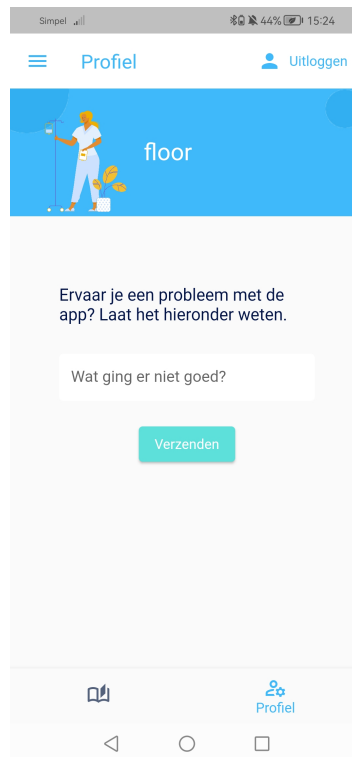 Simpel 44% 15:24
Profiel Uitloggen
floor
Ervaar je een probleem met de
app? Laat het hieronder weten.
Wat ging er niet goed?
Verzenden
Profiel